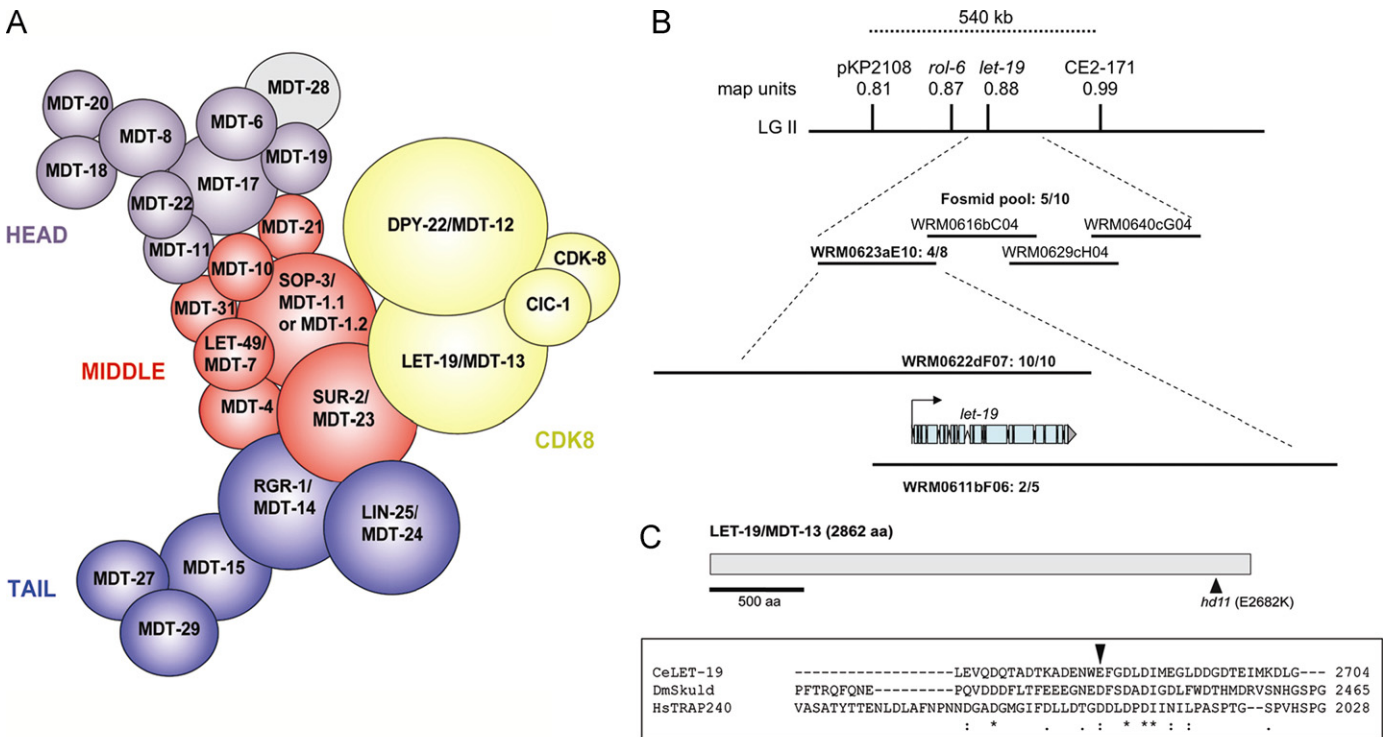 A
MDT-28
MDT-20
MDT-6
MDT-8
MDT-19
MDT-18
MDT-17
MDT-22
HEAD
MDT-21
MDT-11
MDT-10
DPY-22/MDT-12
CDK-8
SOP-3/
MDT-1.1
or MDT-1.2
CIC-1
MDT-31
LET-49/
MDT-7
LET-19/MDT-13
MIDDLE
MDT-4
SUR-2/
MDT-23
CDK8
RGR-1/
MDT-14
LIN-25/
MDT-24
MDT-15
MDT-27
TAIL
MDT-29
B
540 kb
pKP2108 rol-6 let-19 CE2-171
map units 0.81 0.87 0.88 0.99
LG II
Fosmid pool: 5/10
WRM0616bC04 WRM0640cG04
WRM0623aE10: 4/8 WRM0629cH04
WRM0622dF07: 10/10
let-19
WRM0611bF06: 2/5
C
LET-19/MDT-13 (2862 aa)
500 aa
hd11 (E2682K)
CeLET-19 -----------------LEVQDQTADTKADENWEFGDLDIMEGLDDGDTEIMKDLG--- 2704
DmSkuld PFTRQFQNE---------PQVDDDFLTFEEEGNEDFSDADIGDLFWDTHMDRVSNHGSPG 2465
HsTRAP240 VASATYTTENLDLAFNPNNDGADGMGIFDLLDTGDDLDPDIINILPASPTG--SPVHSPG 2028
: * . . : * ** : : .